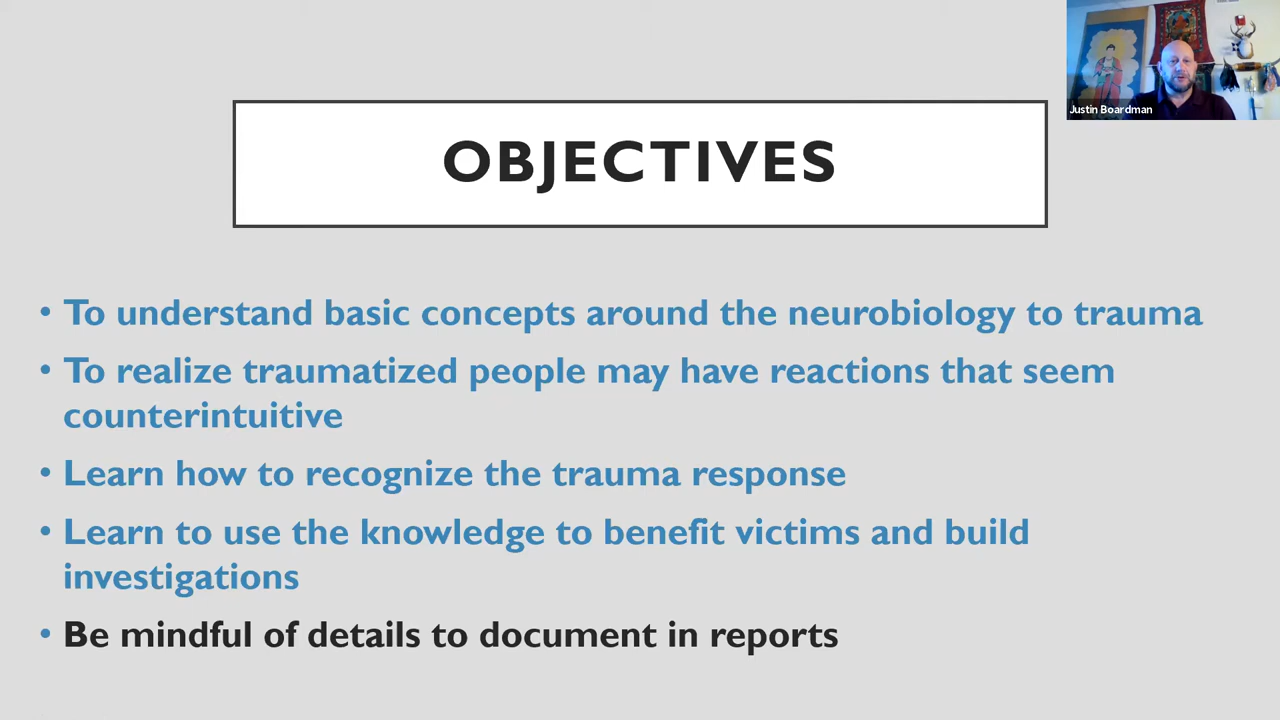 Justin Boardman
OBJECTIVES
• To understand basic concepts around the neurobiology to trauma
• To realize traumatized people may have reactions that seem
counterintuitive
• Learn how to recognize the trauma response
• Learn to use the knowledge to benefit victims and build
investigations
• Be mindful of details to document in reports